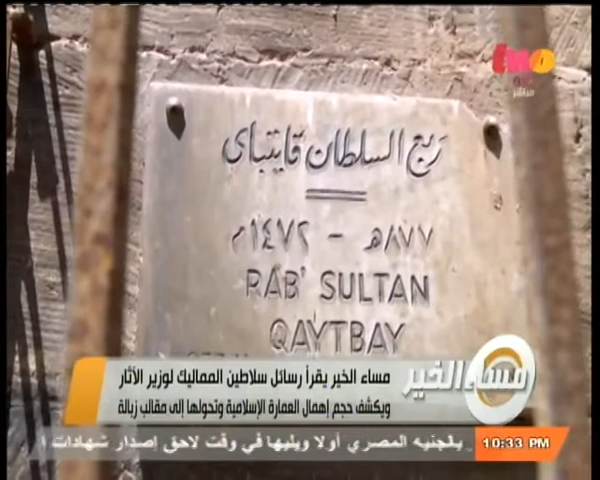 مباشر
ربع السلطان قايتباى
٨٧٧هـ - ١٤٧٢م
RAB' SULTAN
QAYTBAY
مساء الخير يقرأ رسائل سلاطين المماليك لوزير الآثار
ويكشف حجم إهمال العمارة الإسلامية وتحولها إلى مقالب زبالة
مساء الخير
بالجنيه المصري أولا ويليها في وقت لاحق إصدار شهادات
10:33 PM